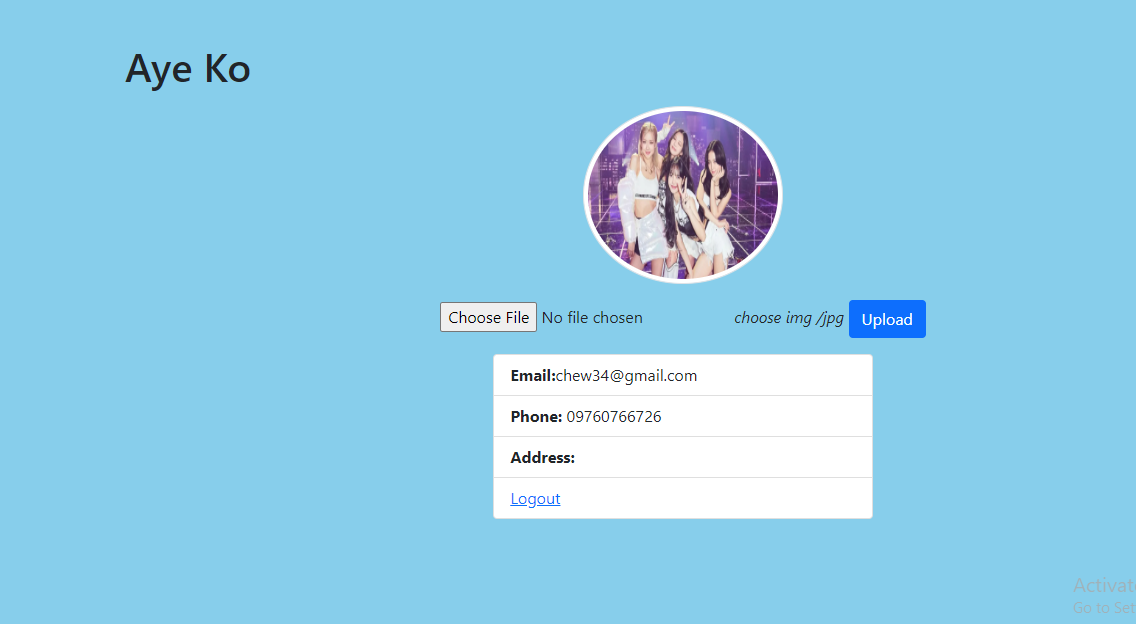 Aye Ko
Choose File No file chosen choose img /jpg Upload
Email:chew34@gmail.com
Phone: 09760766726
Address:
Logout
Activat
Go to Set